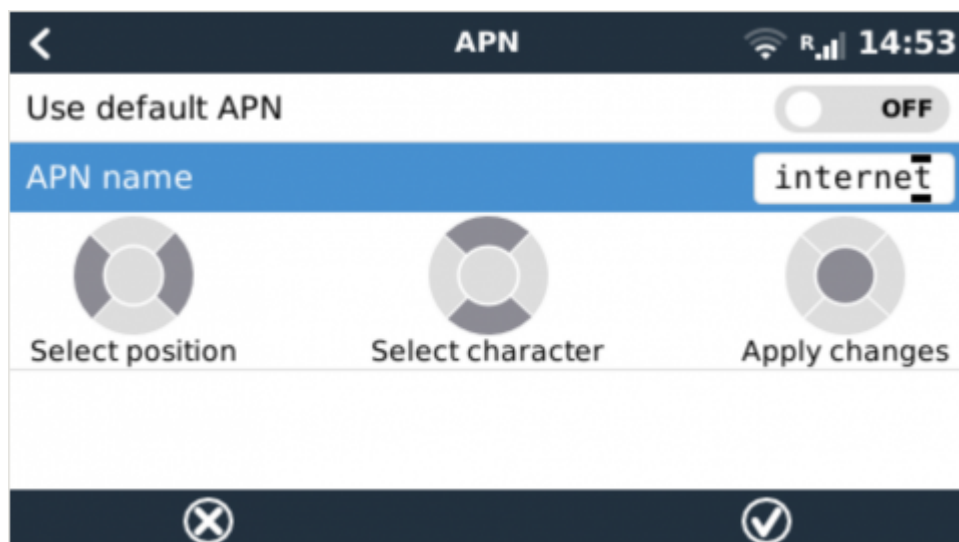 APN R 14:53
Use default APN OFF
APN name internet
Select position Select character Apply changes